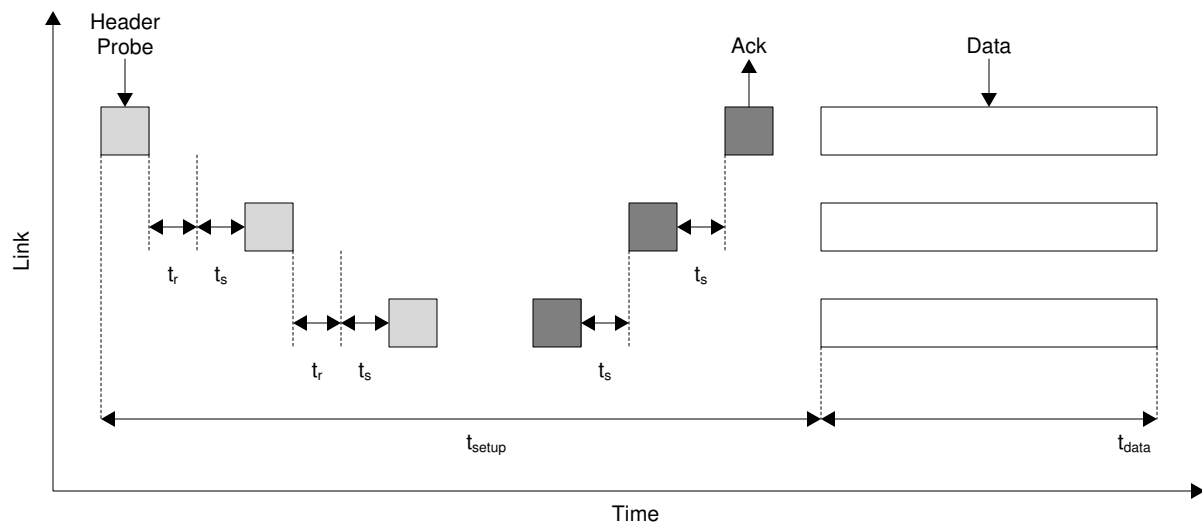 Header
Probe
Ack
Data
Link
tr
ts
ts
tr
ts
ts
tsetup
tdata
Time